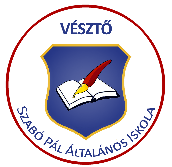 VÉSZTŐ
SZABÓ PÁL ÁLTALÁNOS ISKOLA